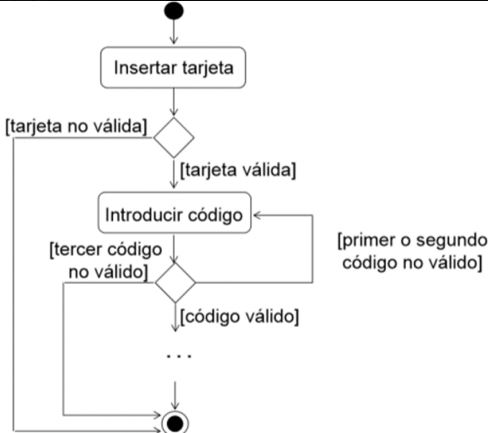 Insertar tarjeta
[tarjeta no válida]
[tarjeta válida]
Introducir código
[tercer código
no válido]
[primer o segundo
código no válido]
[código válido]
...